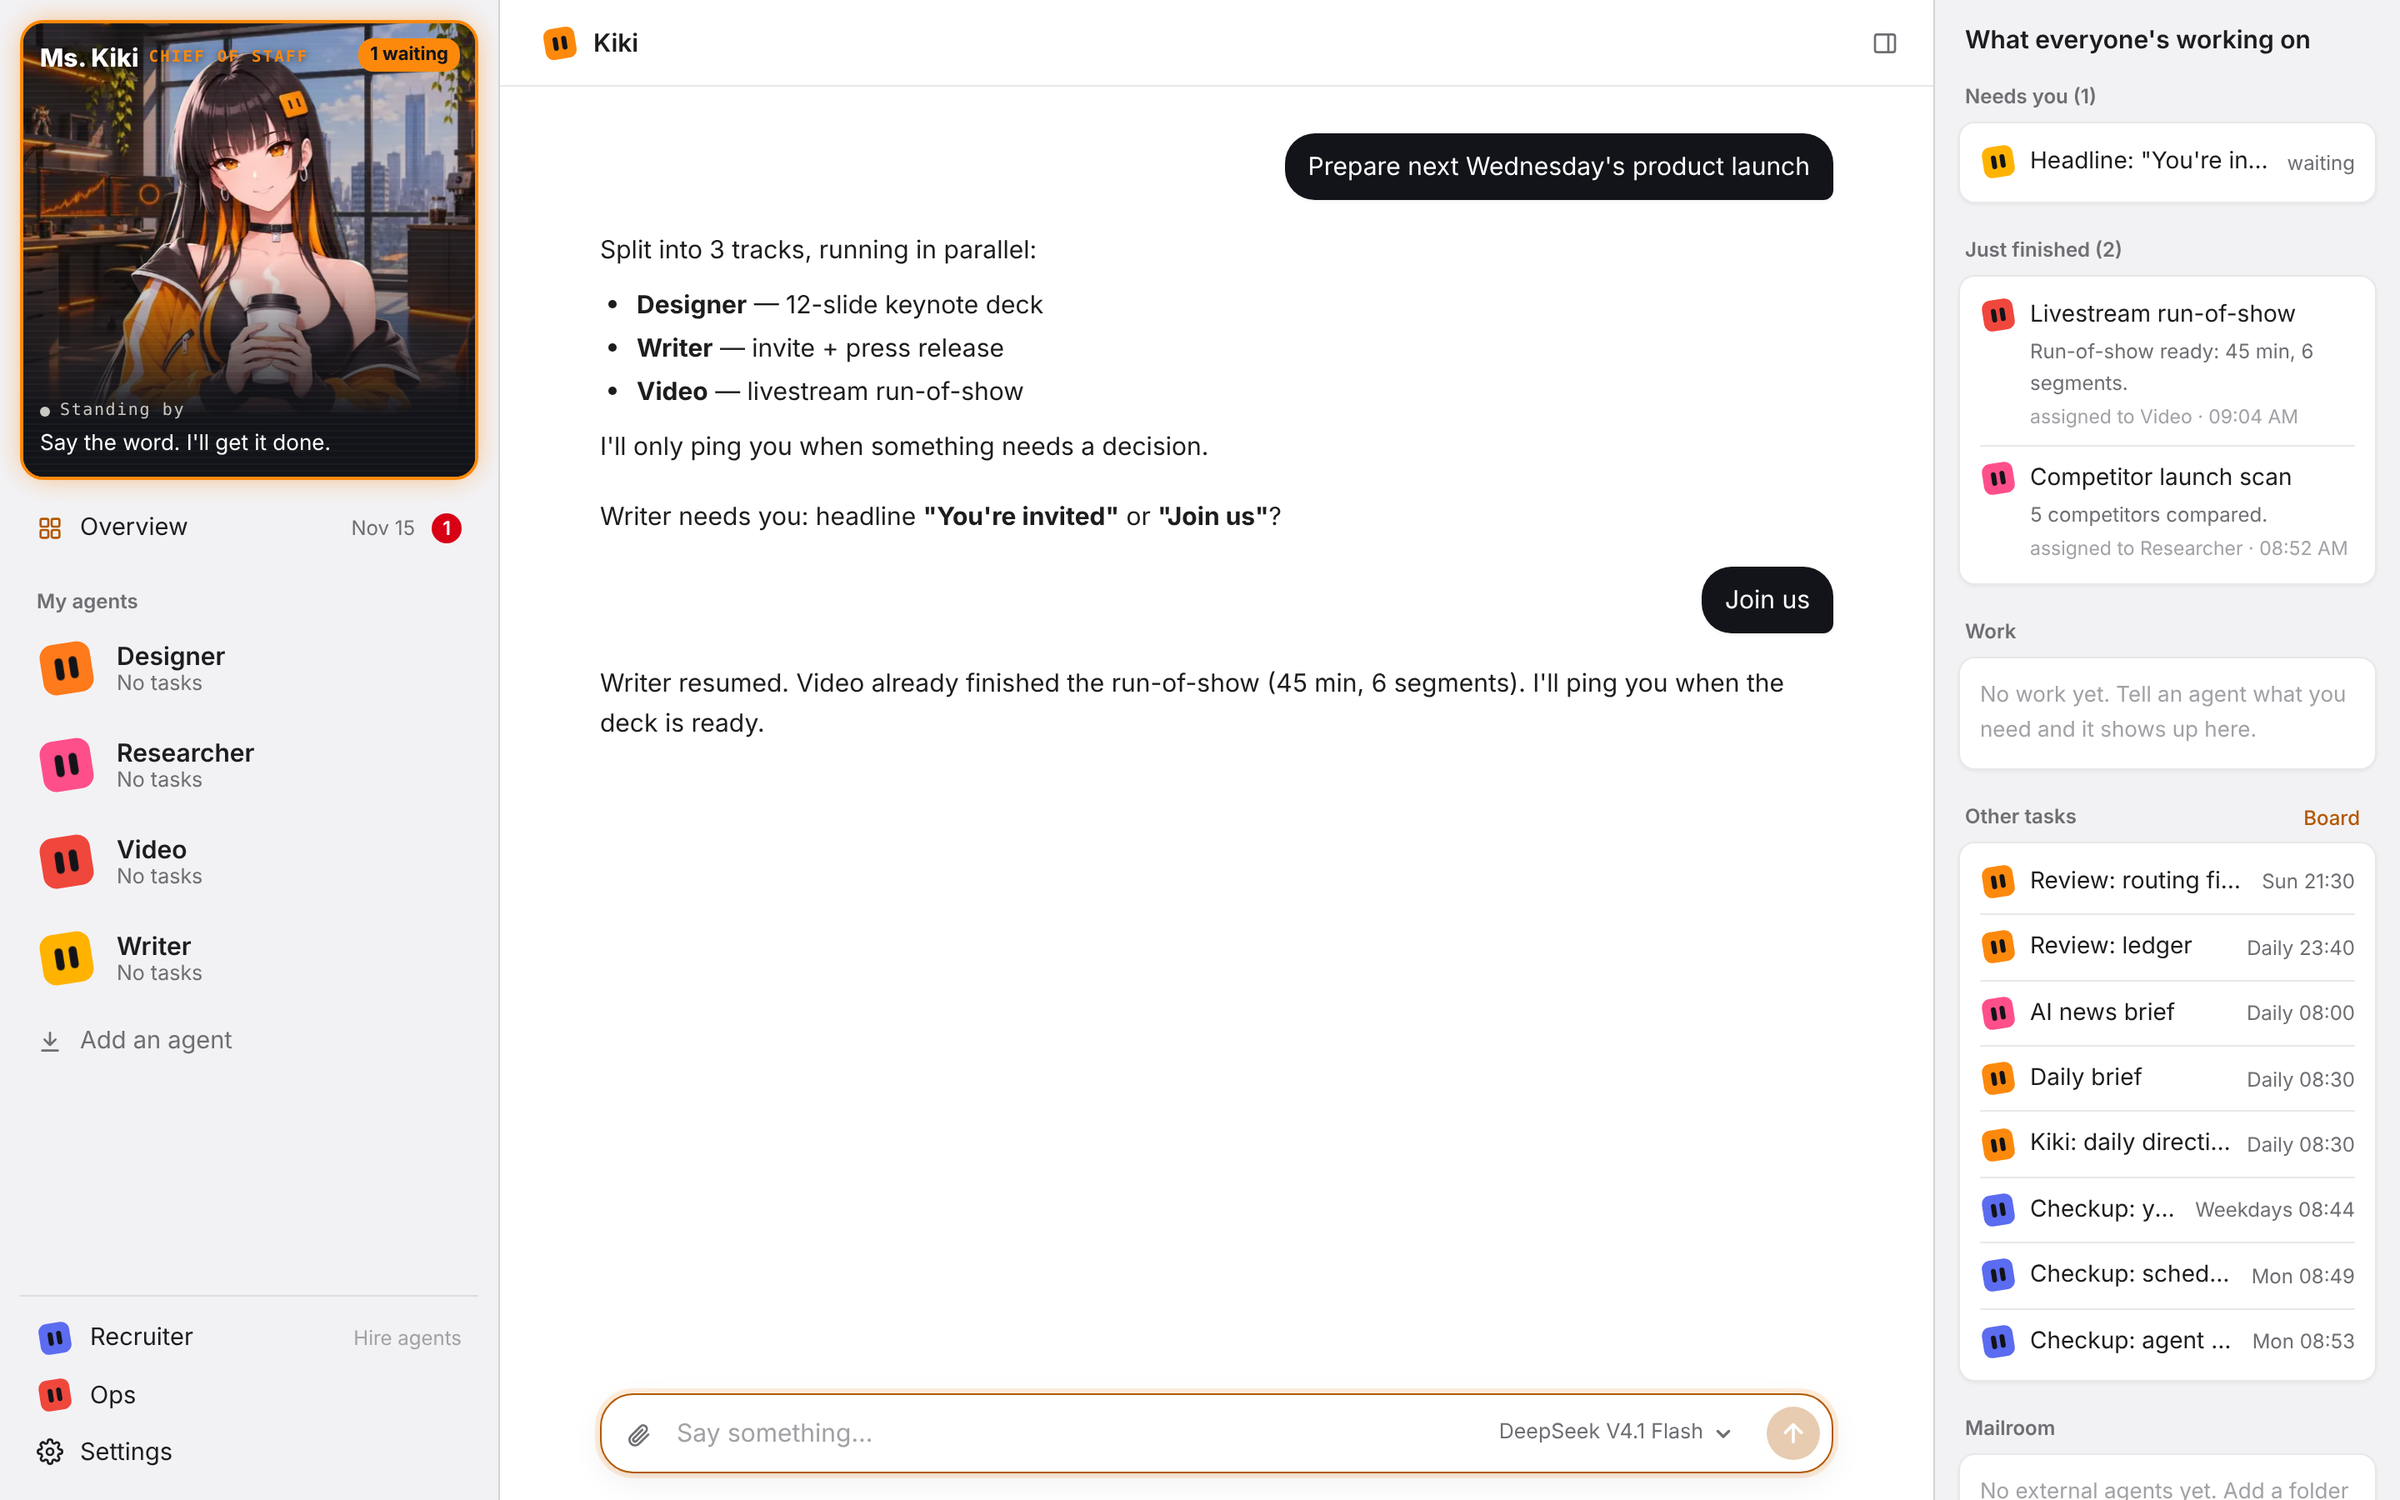 Ms. Kiki CHIEF OF STAFF
1 waiting
Standing by
Say the word. I'll get it done.
Overview
Nov 15
1
My agents
Designer
No tasks
Researcher
No tasks
Video
No tasks
Writer
No tasks
Add an agent
Recruiter
Hire agents
Ops
Settings
Kiki
Prepare next Wednesday's product launch
Split into 3 tracks, running in parallel:
• Designer — 12-slide keynote deck
• Writer — invite + press release
• Video — livestream run-of-show
I'll only ping you when something needs a decision.
Writer needs you: headline "You're invited" or "Join us"?
Join us
Writer resumed. Video already finished the run-of-show (45 min, 6 segments). I'll ping you when the
deck is ready.
Say something...
DeepSeek V4.1 Flash
What everyone's working on
Needs you (1)
Headline: "You're in...
waiting
Just finished (2)
Livestream run-of-show
Run-of-show ready: 45 min, 6
segments.
assigned to Video · 09:04 AM
Competitor launch scan
5 competitors compared.
assigned to Researcher · 08:52 AM
Work
No work yet. Tell an agent what you
need and it shows up here.
Other tasks
Board
Review: routing fi...
Sun 21:30
Review: ledger
Daily 23:40
AI news brief
Daily 08:00
Daily brief
Daily 08:30
Kiki: daily directi...
Daily 08:30
Checkup: y...
Weekdays 08:44
Checkup: sched...
Mon 08:49
Checkup: agent ...
Mon 08:53
Mailroom
No external agents yet. Add a folder